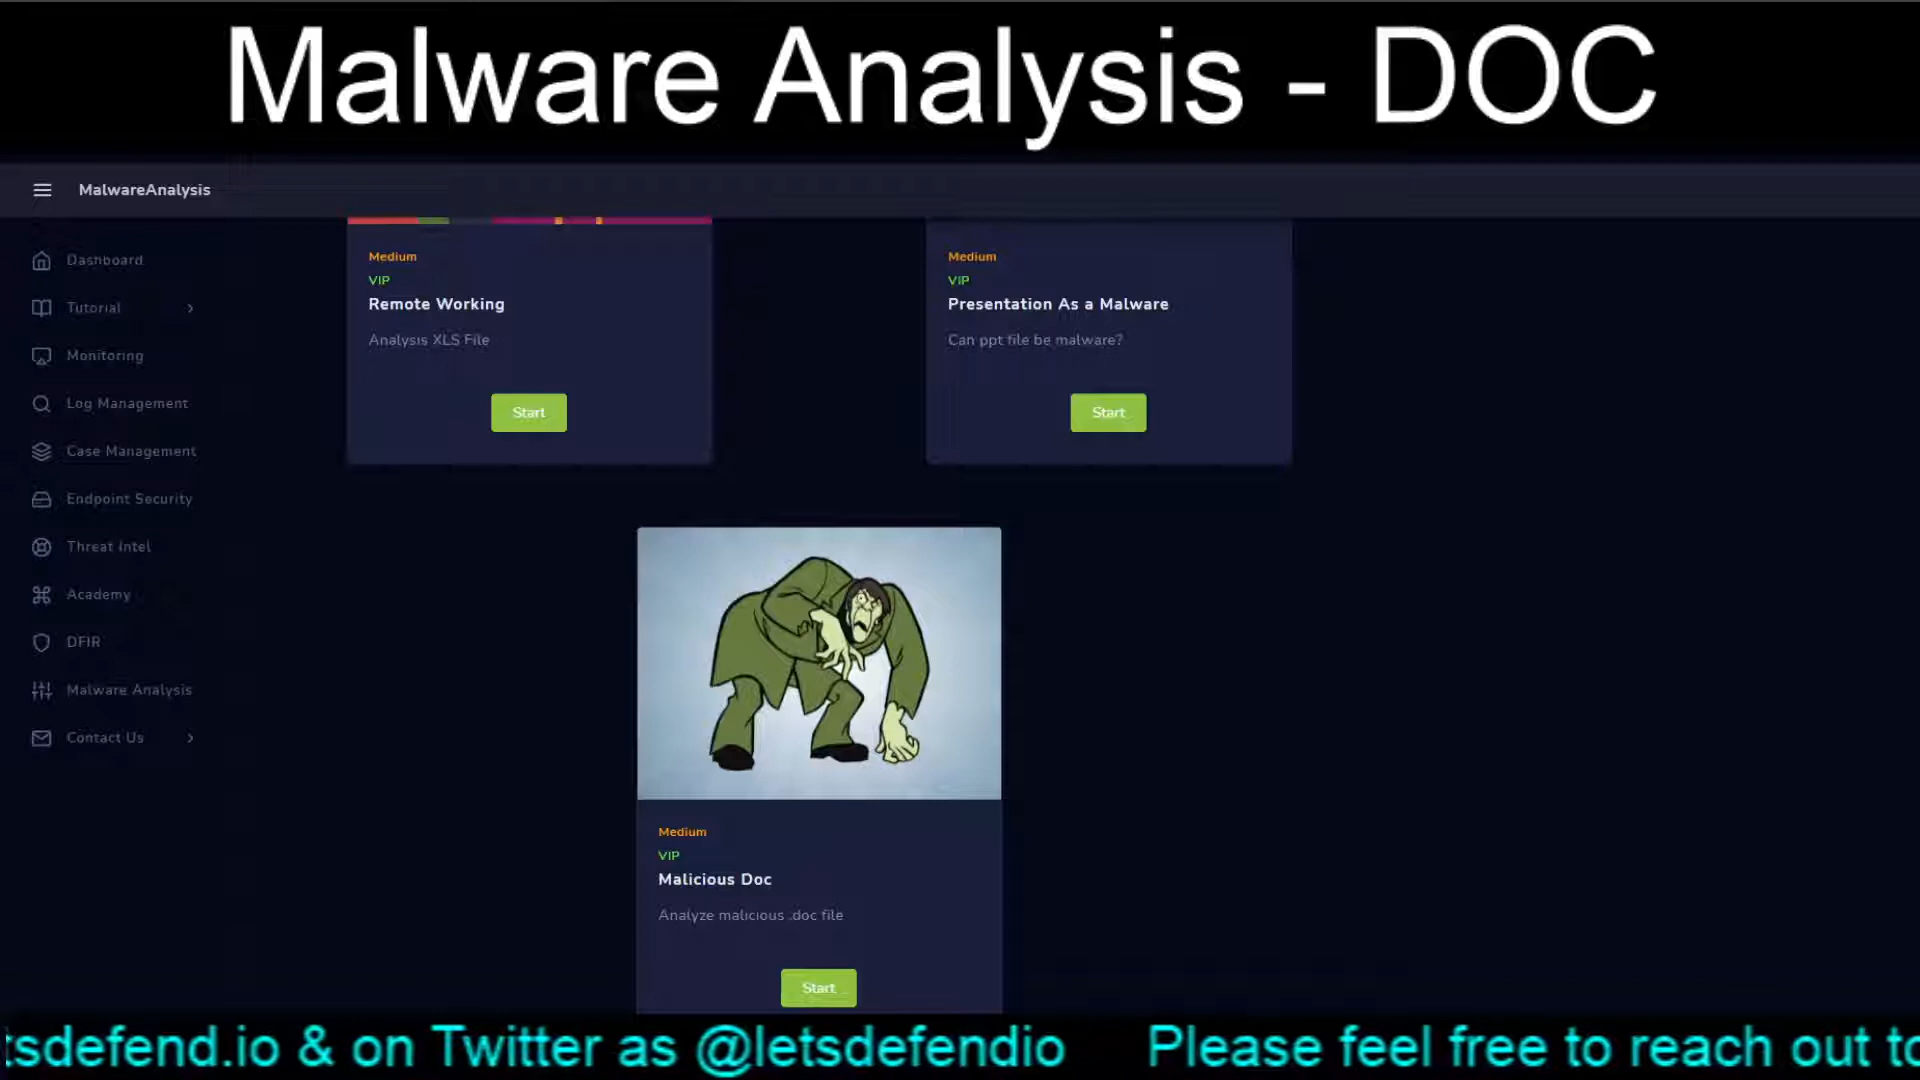 Malware Analysis - DOC
MalwareAnalysis
Dashboard
Tutorial
Monitoring
Log Management
Case Management
Endpoint Security
Threat Intel
Academy
DFIR
Malware Analysis
Contact Us
Medium
VIP
Remote Working
Analysis XLS File
Start
Medium
VIP
Presentation As a Malware
Can ppt file be malware?
Start
Medium
VIP
Malicious Doc
Analyze malicious .doc file
Start
tsdefend.io & on Twitter as @letsdefendio Please feel free to reach out to